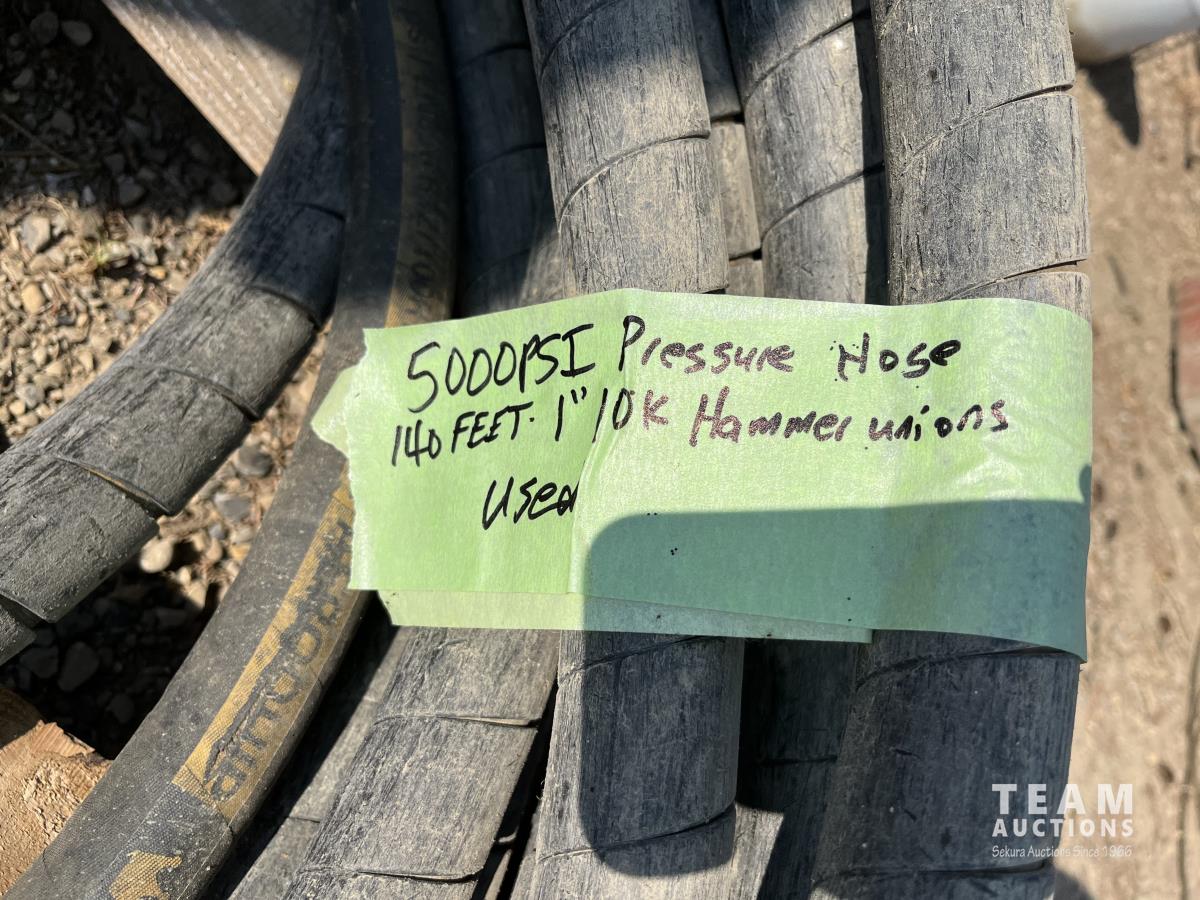 5000PSI Pressure Hose
140 FEET. 1" 10K Hammer unions
Used
TEAM
AUCTIONS
Sekura Auctions Since 1966